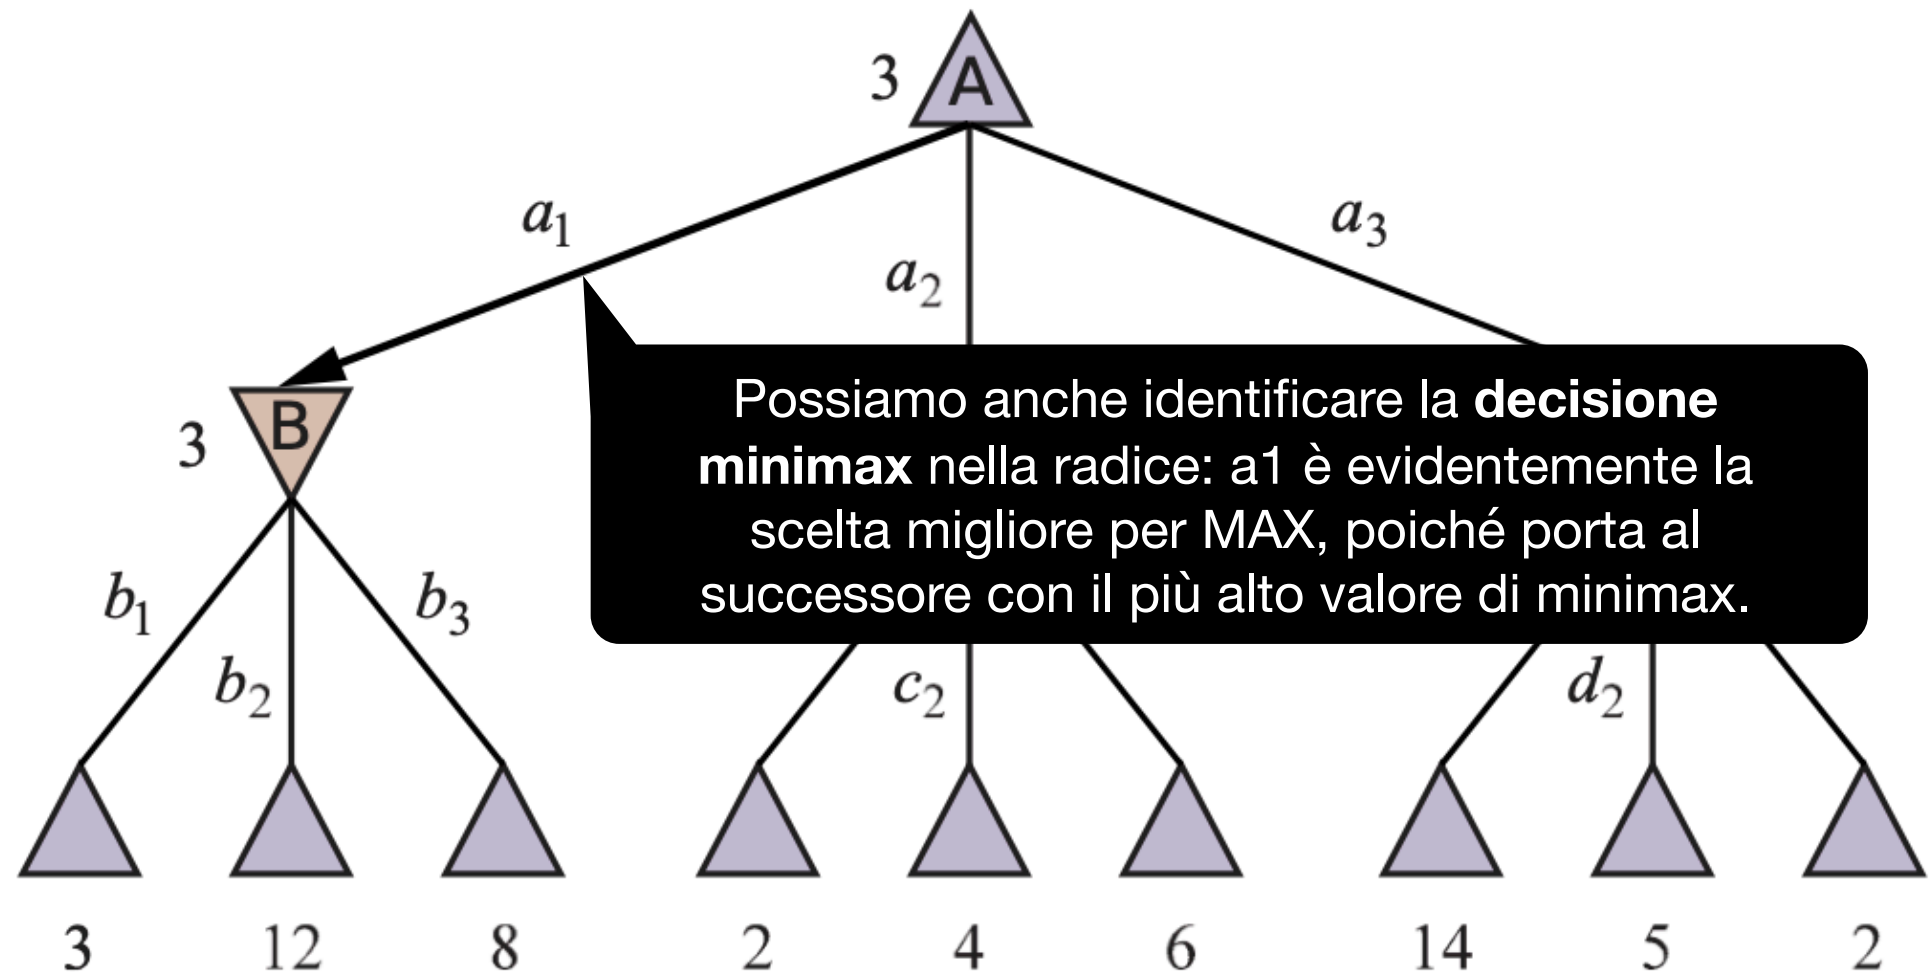 3 A
a1
a2
a3
Possiamo anche identificare la decisione
minimax nella radice: a1 è evidentemente la
scelta migliore per MAX, poiché porta al
successore con il più alto valore di minimax.
3 B
b1
b2
b3
c2
d2
3 12 8 2 4 6 14 5 2